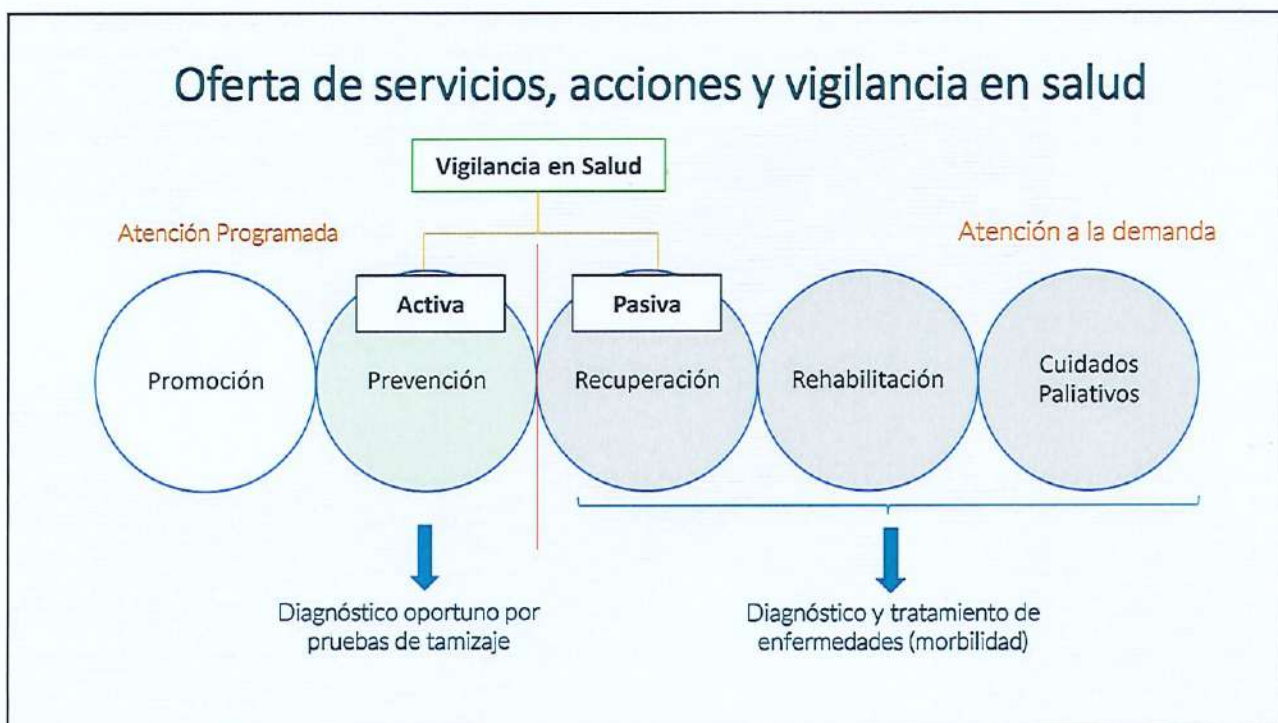 Oferta de servicios, acciones y vigilancia en salud
Vigilancia en Salud
Atención Programada
Atención a la demanda
Activa
Pasiva
Promoción
Prevención
Recuperación
Rehabilitación
Cuidados
Paliativos
Diagnóstico oportuno por
pruebas de tamizaje
Diagnóstico y tratamiento de
enfermedades (morbilidad)